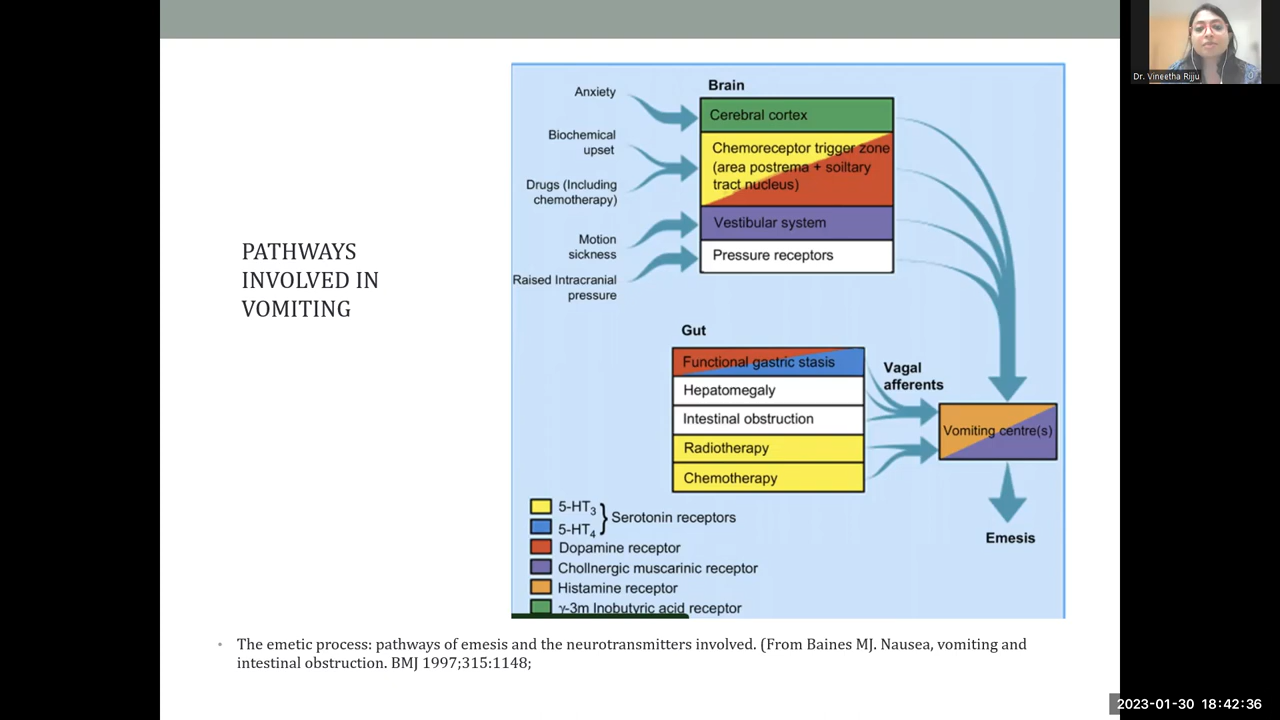 Dr. Vineetha Rijju
PATHWAYS
INVOLVED IN
VOMITING
Brain
Anxiety
Cerebral cortex
Biochemical
upset
Chemoreceptor trigger zone
(area postrema + soiltary
tract nucleus)
Drugs (Including
chemotherapy)
Vestibular system
Motion
sickness
Pressure receptors
Raised Intracranial
pressure
Gut
Functional gastric stasis
Hepatomegaly
Intestinal obstruction
Radiotherapy
Chemotherapy
Vagal
afferents
Vomiting centre(s)
Emesis
5-HT3
5-HT4
Serotonin receptors
Dopamine receptor
Chollnergic muscarinic receptor
Histamine receptor
γ-3m Inobutyric acid receptor
• The emetic process: pathways of emesis and the neurotransmitters involved. (From Baines MJ. Nausea, vomiting and
intestinal obstruction. BMJ 1997;315:1148;
2023-01-30 18:42:36